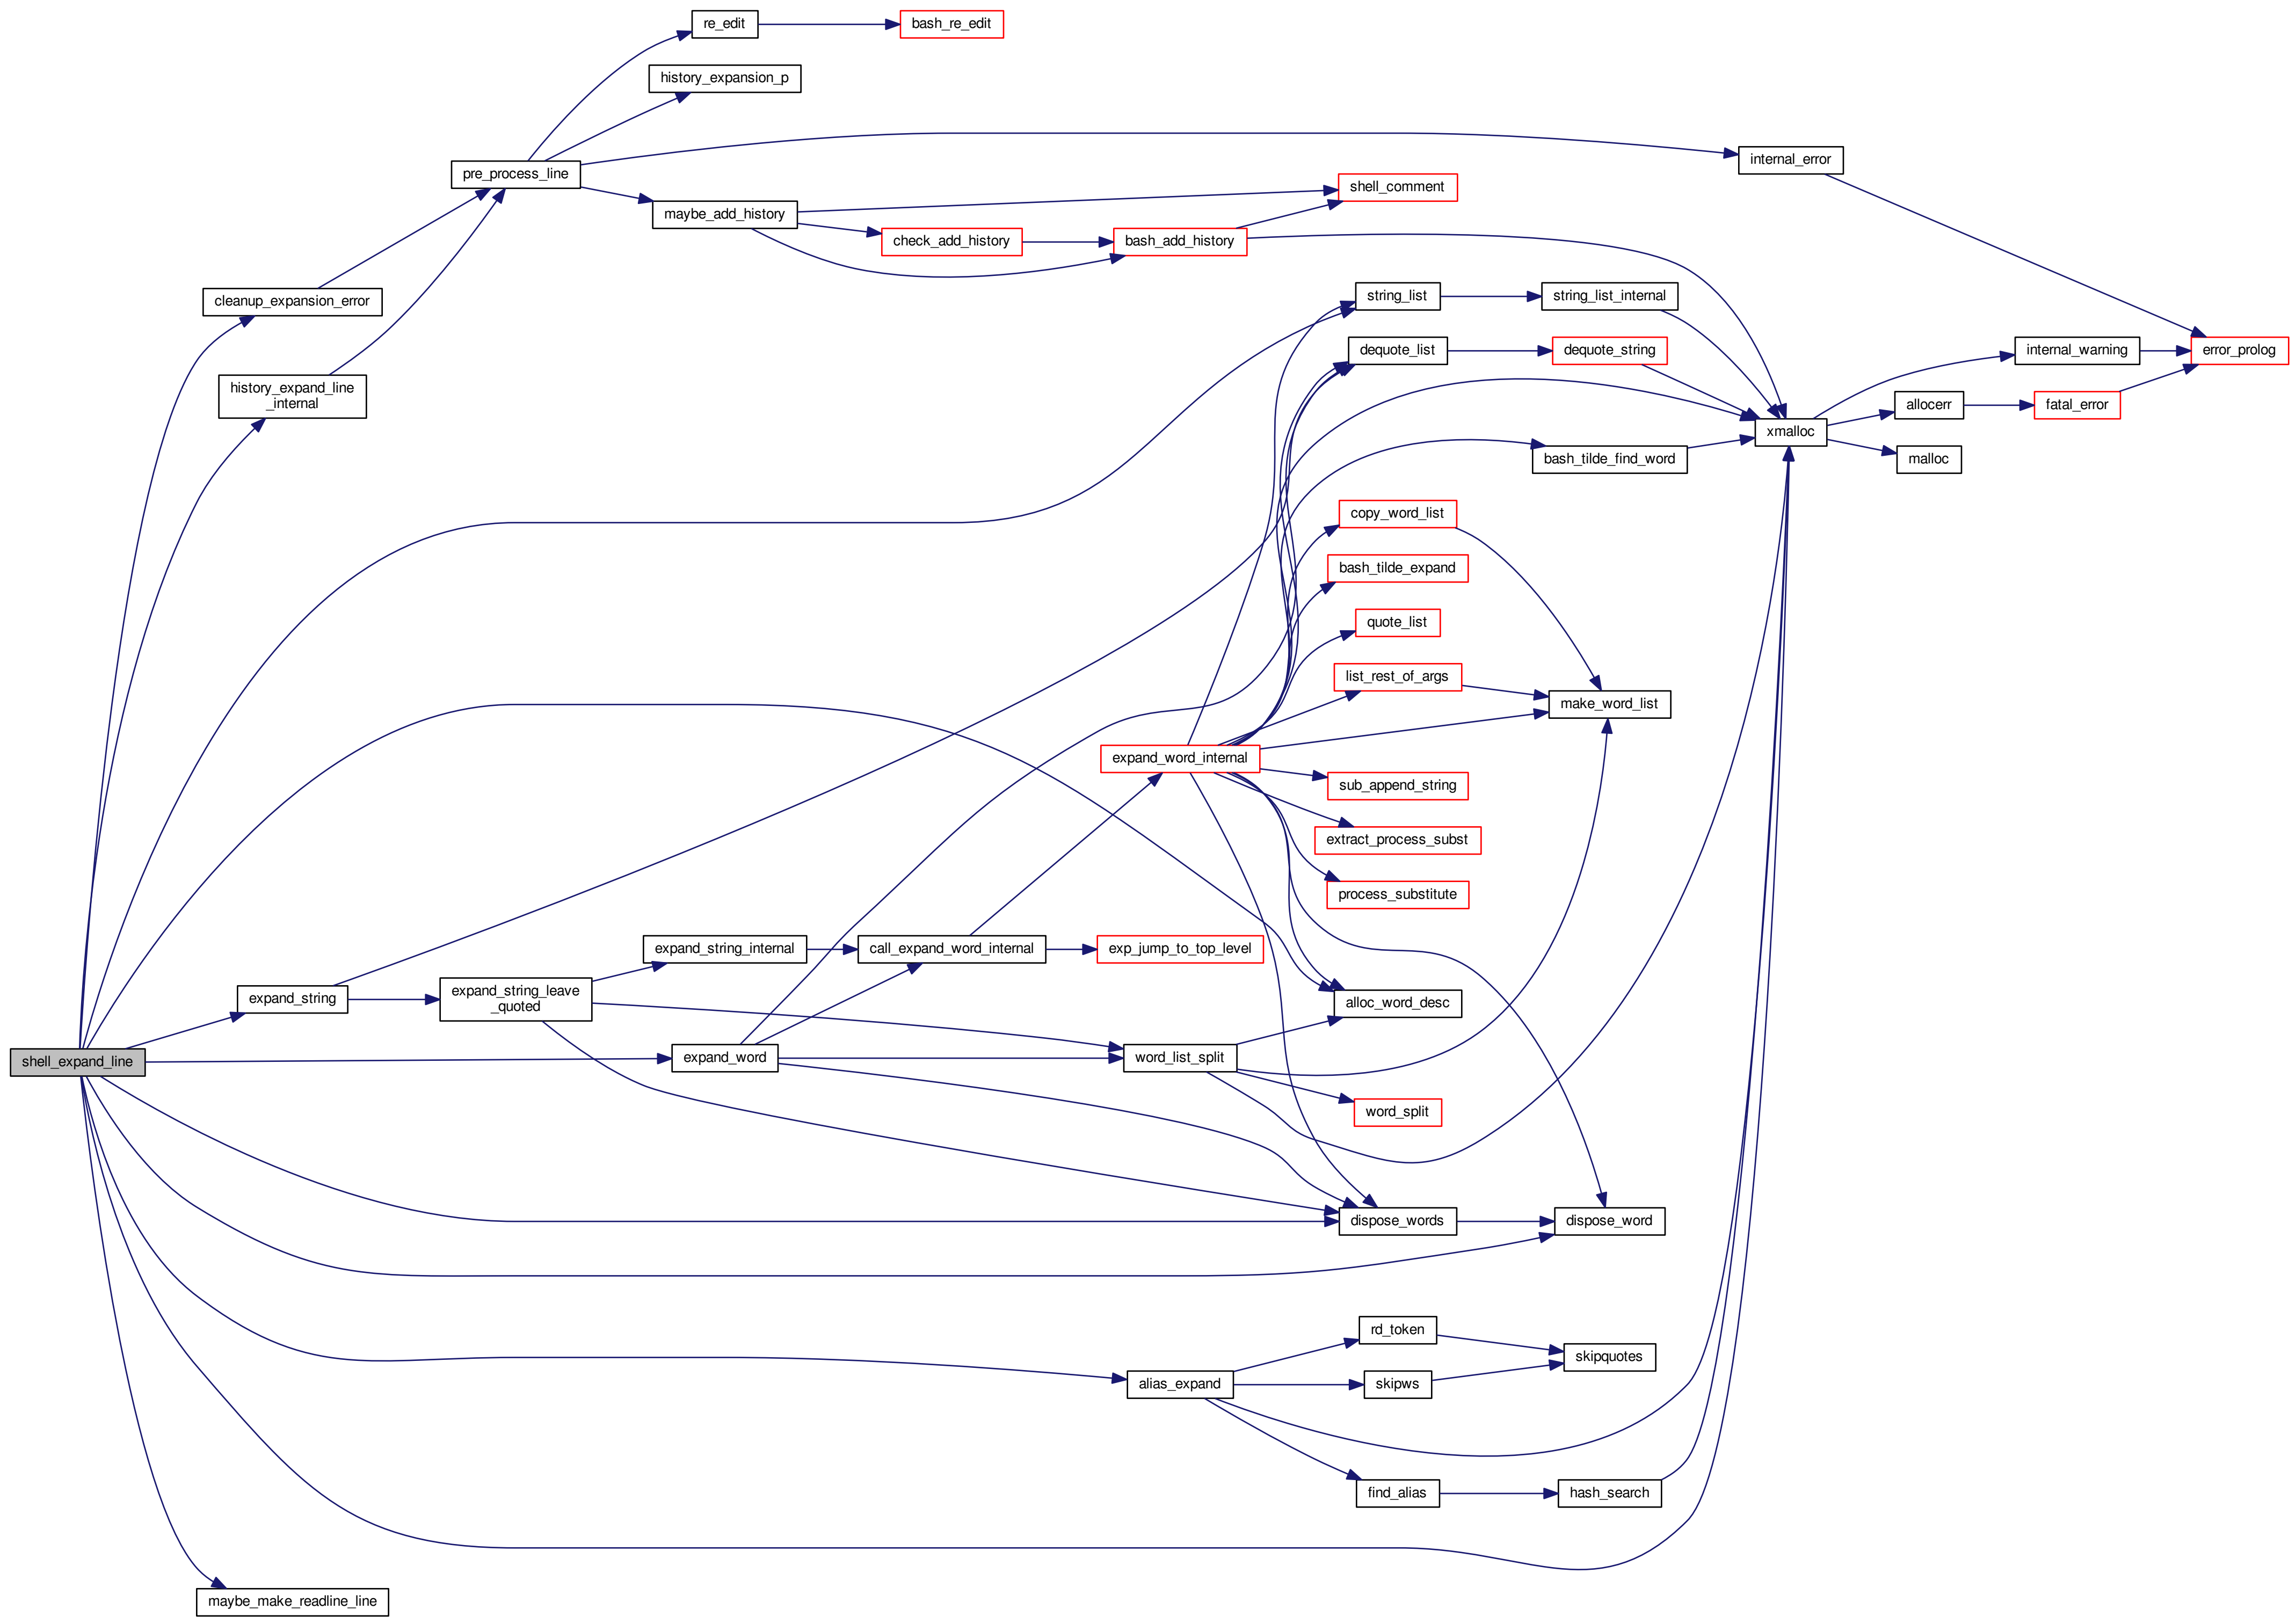 re_edit
bash_re_edit
history_expansion_p
pre_process_line
internal_error
maybe_add_history
shell_comment
check_add_history
bash_add_history
cleanup_expansion_error
string_list
string_list_internal
history_expand_line
_internal
dequote_list
dequote_string
internal_warning
error_prolog
allocerr
fatal_error
xmalloc
bash_tilde_find_word
malloc
copy_word_list
bash_tilde_expand
quote_list
list_rest_of_args
make_word_list
expand_word_internal
sub_append_string
extract_process_subst
process_substitute
expand_string_internal
call_expand_word_internal
exp_jump_to_top_level
expand_string
expand_string_leave
_quoted
alloc_word_desc
shell_expand_line
expand_word
word_list_split
word_split
dispose_words
dispose_word
rd_token
skipquotes
alias_expand
skipws
find_alias
hash_search
maybe_make_readline_line